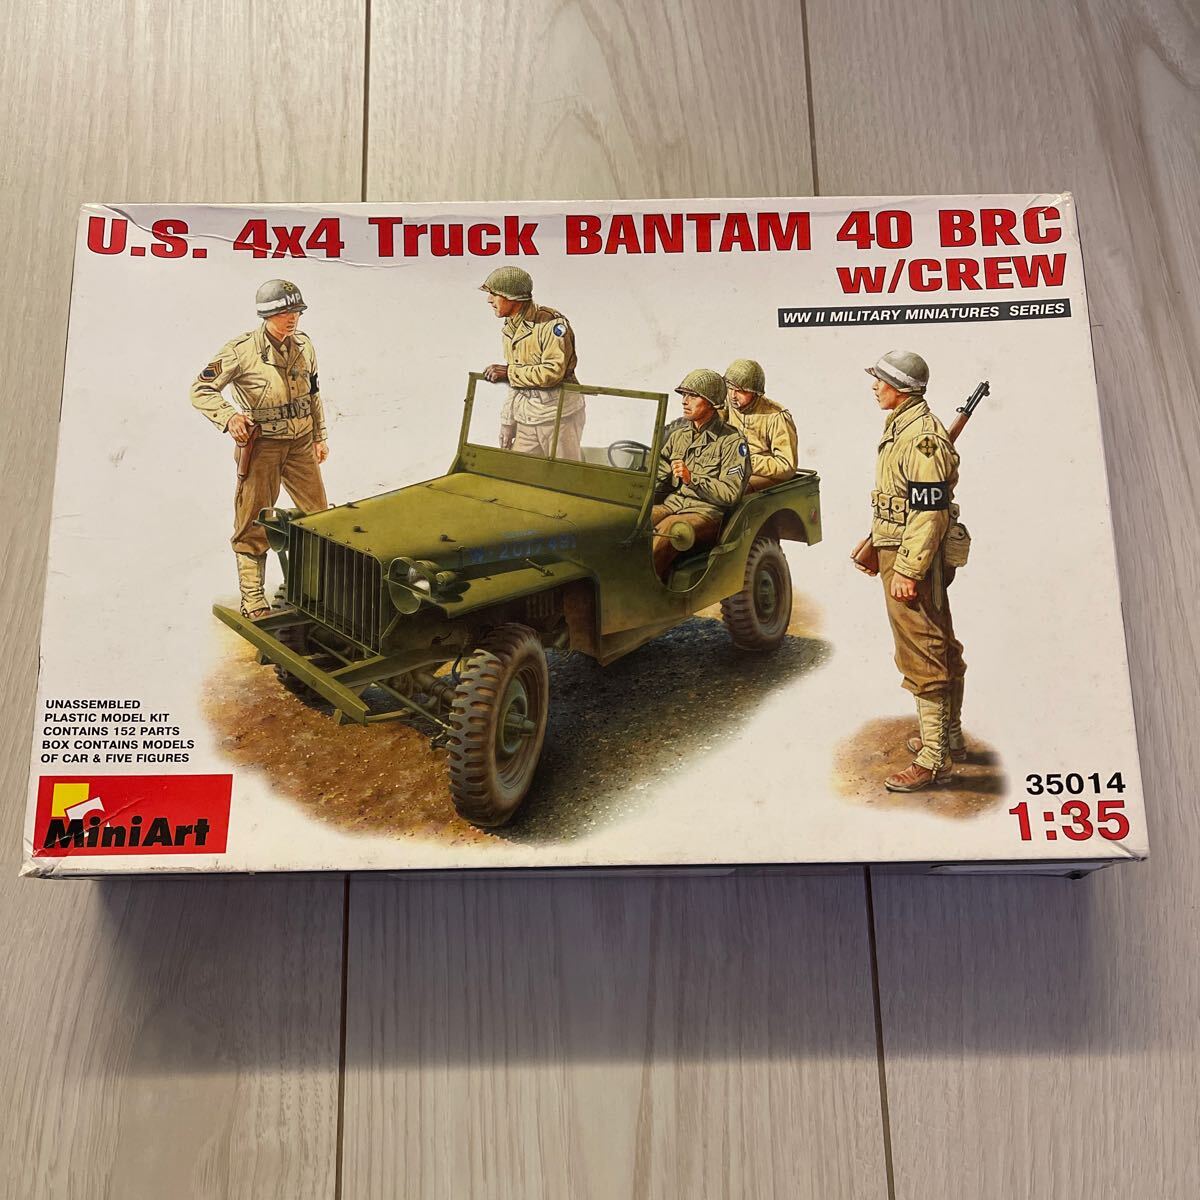 U.S. 4x4 Truck BANTAM 40 BRC
w/CREW
WW II MILITARY MINIATURES SERIES
MP
MP
W-2017491
UNASSEMBLED
PLASTIC MODEL KIT
CONTAINS 152 PARTS
BOX CONTAINS MODELS
OF CAR & FIVE FIGURES
MiniArt
35014
1:35